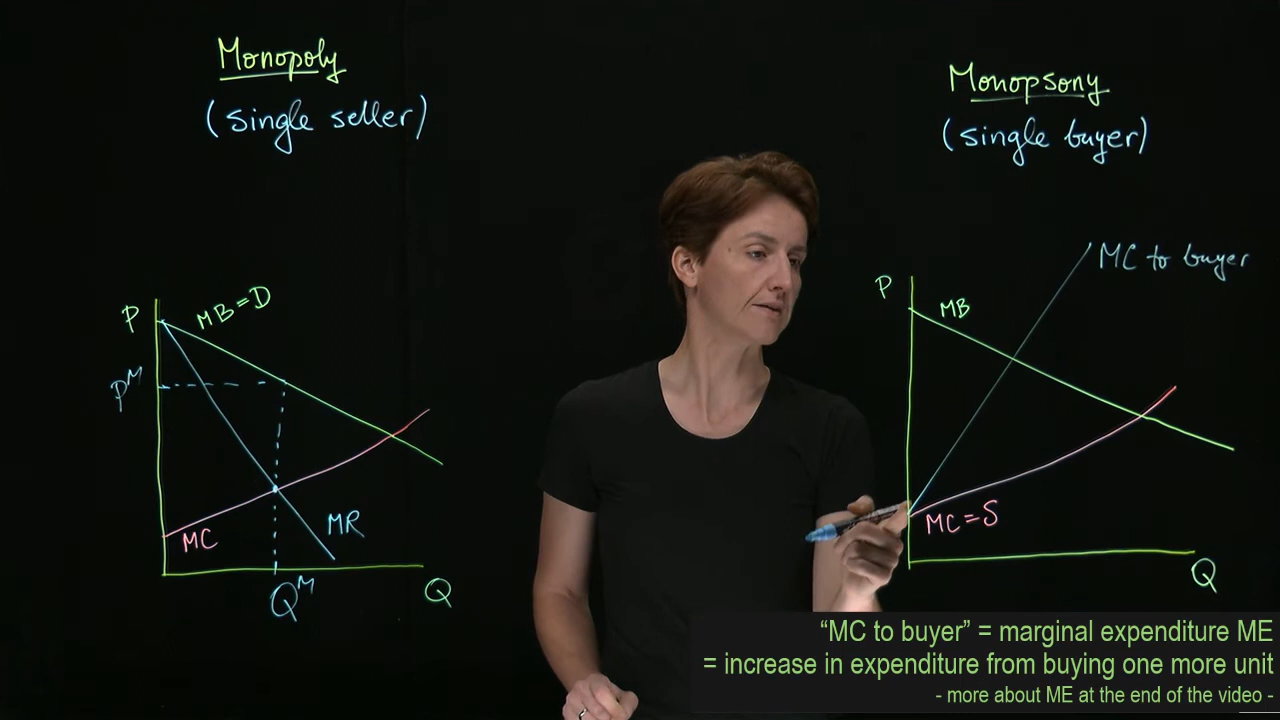 Monopoly
(single seller)
P
MB=D
P^M
MC
MR
Q^M
Q
Monopsony
(single buyer)
MC to buyer
P
MB
MC=S
Q
“MC to buyer” = marginal expenditure ME
= increase in expenditure from buying one more unit
- more about ME at the end of the video -